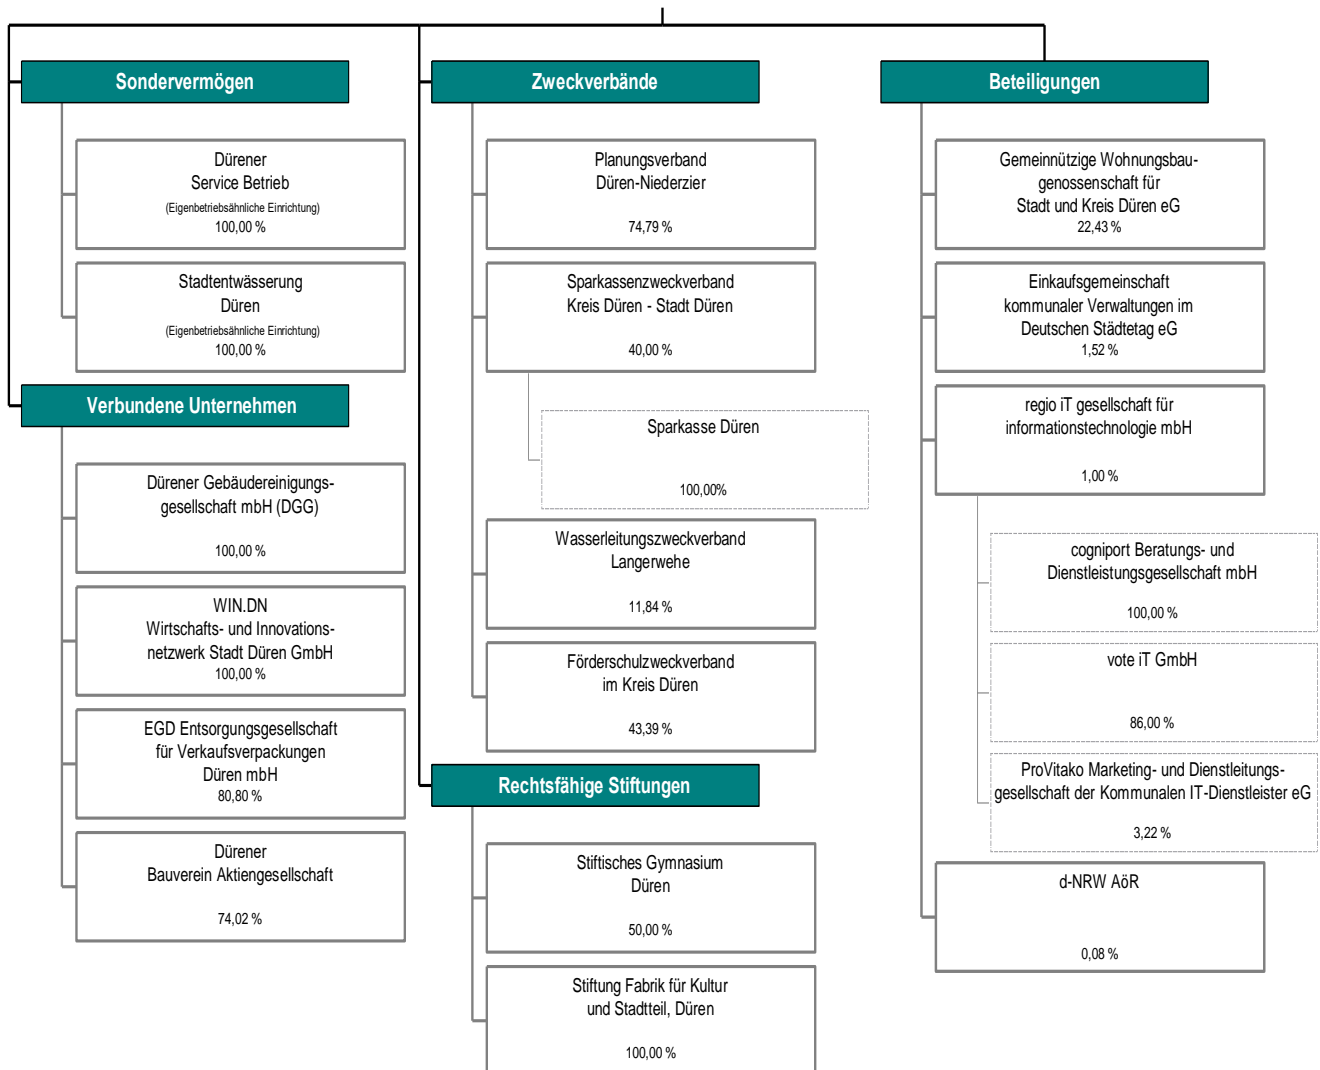 Sondervermögen
Dürener
Service Betrieb
(Eigenbetriebsähnliche Einrichtung)
100,00 %
Stadtentwässerung
Düren
(Eigenbetriebsähnliche Einrichtung)
100,00 %
Verbundene Unternehmen
Dürener Gebäudereinigungs-
gesellschaft mbH (DGG)
100,00 %
WIN.DN
Wirtschafts- und Innovations-
netzwerk Stadt Düren GmbH
100,00 %
EGD Entsorgungsgesellschaft
für Verkaufsverpackungen
Düren mbH
80,80 %
Dürener
Bauverein Aktiengesellschaft
74,02 %
Zweckverbände
Planungsverband
Düren-Niederzier
74,79 %
Sparkassenzweckverband
Kreis Düren - Stadt Düren
40,00 %
Sparkasse Düren
100,00%
Wasserleitungszweckverband
Langerwehe
11,84 %
Förderschulzweckverband
im Kreis Düren
43,39 %
Rechtsfähige Stiftungen
Stiftisches Gymnasium
Düren
50,00 %
Stiftung Fabrik für Kultur
und Stadtteil, Düren
100,00 %
Beteiligungen
Gemeinnützige Wohnungsbau-
genossenschaft für
Stadt und Kreis Düren eG
22,43 %
Einkaufsgemeinschaft
kommunaler Verwaltungen im
Deutschen Städtetag eG
1,52 %
regio iT gesellschaft für
informationstechnologie mbH
1,00 %
cogniport Beratungs- und
Dienstleistungsgesellschaft mbH
100,00 %
vote iT GmbH
86,00 %
ProVitako Marketing- und Dienstleitungs-
gesellschaft der Kommunalen IT-Dienstleister eG
3,22 %
d-NRW AöR
0,08 %